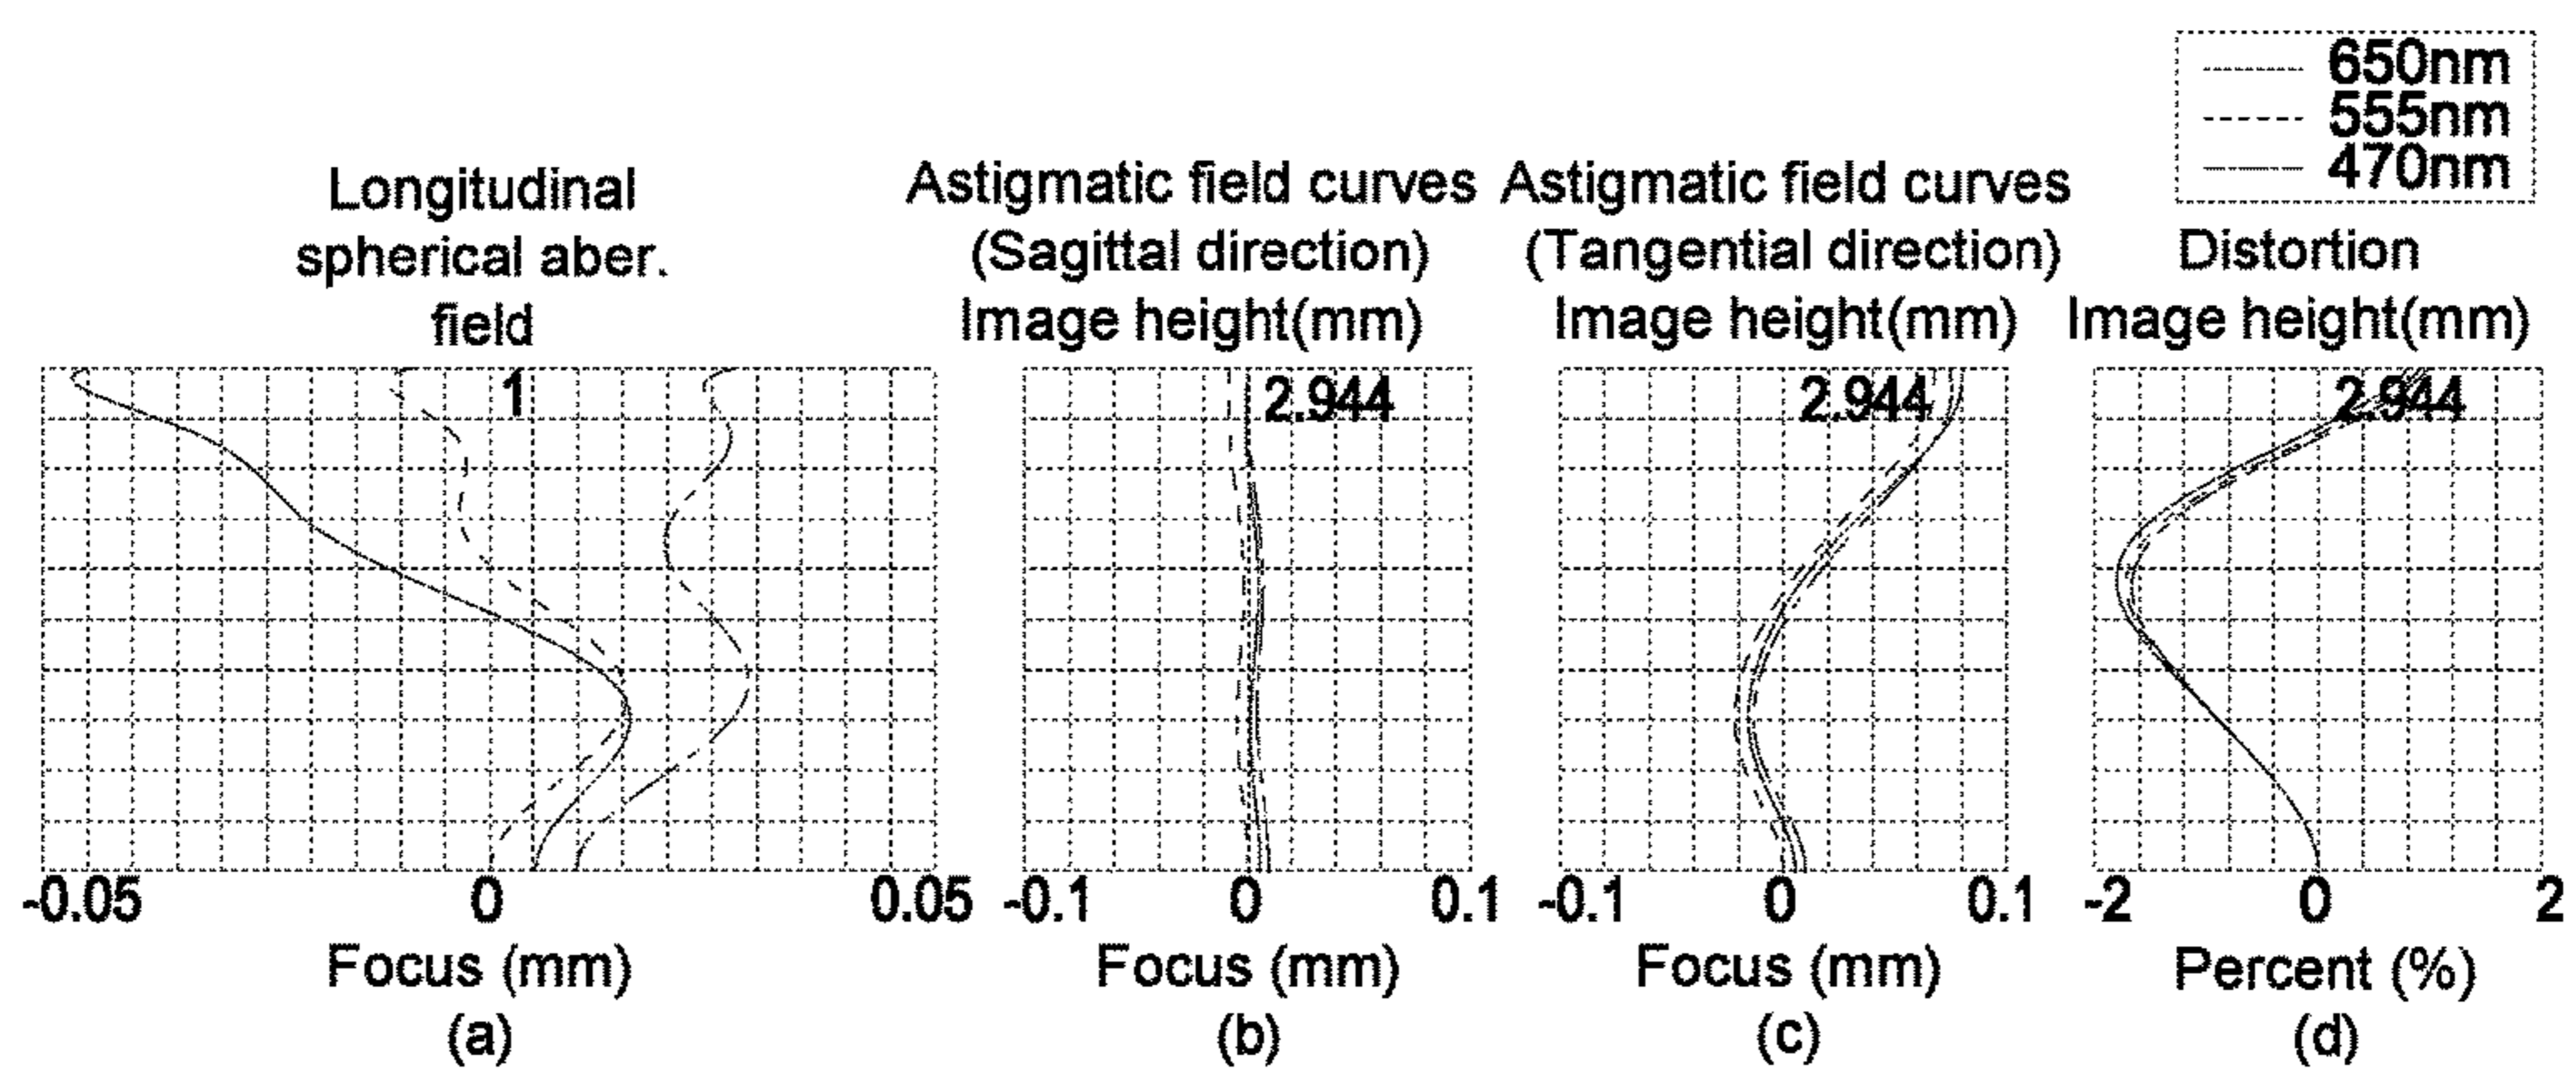 650nm
555nm
470nm
Longitudinal
spherical aber.
field
Astigmatic field curves
(Sagittal direction)
Image height(mm)
Astigmatic field curves
(Tangential direction)
Image height(mm)
Distortion
Image height(mm)
1
2.944
2.944
2.944
-0.05 0 0.05
-0.1 0 0.1
-0.1 0 0.1
-2 0 2
Focus (mm)
Focus (mm)
Focus (mm)
Percent (%)
(a)
(b)
(c)
(d)